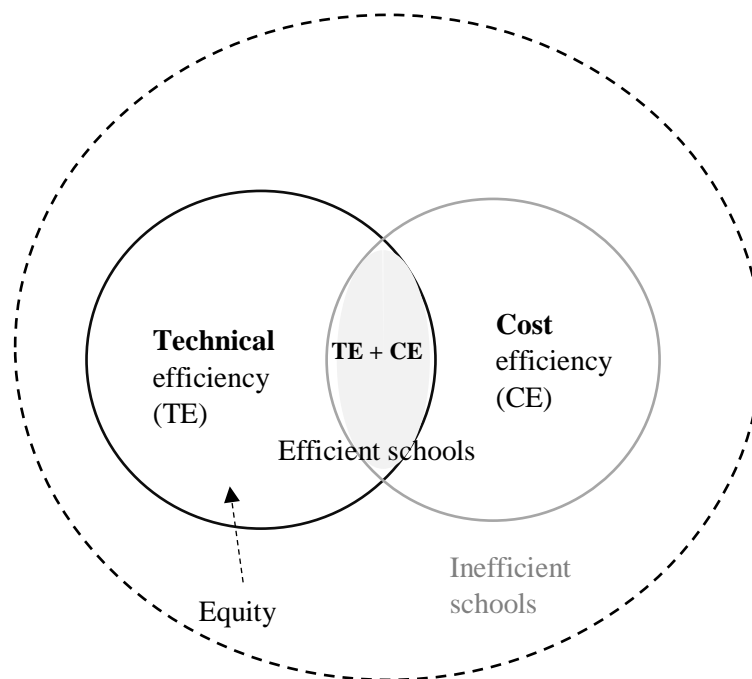 Technical
efficiency
(TE)
TE + CE
Cost
efficiency
(CE)
Efficient schools
Equity
Inefficient
schools